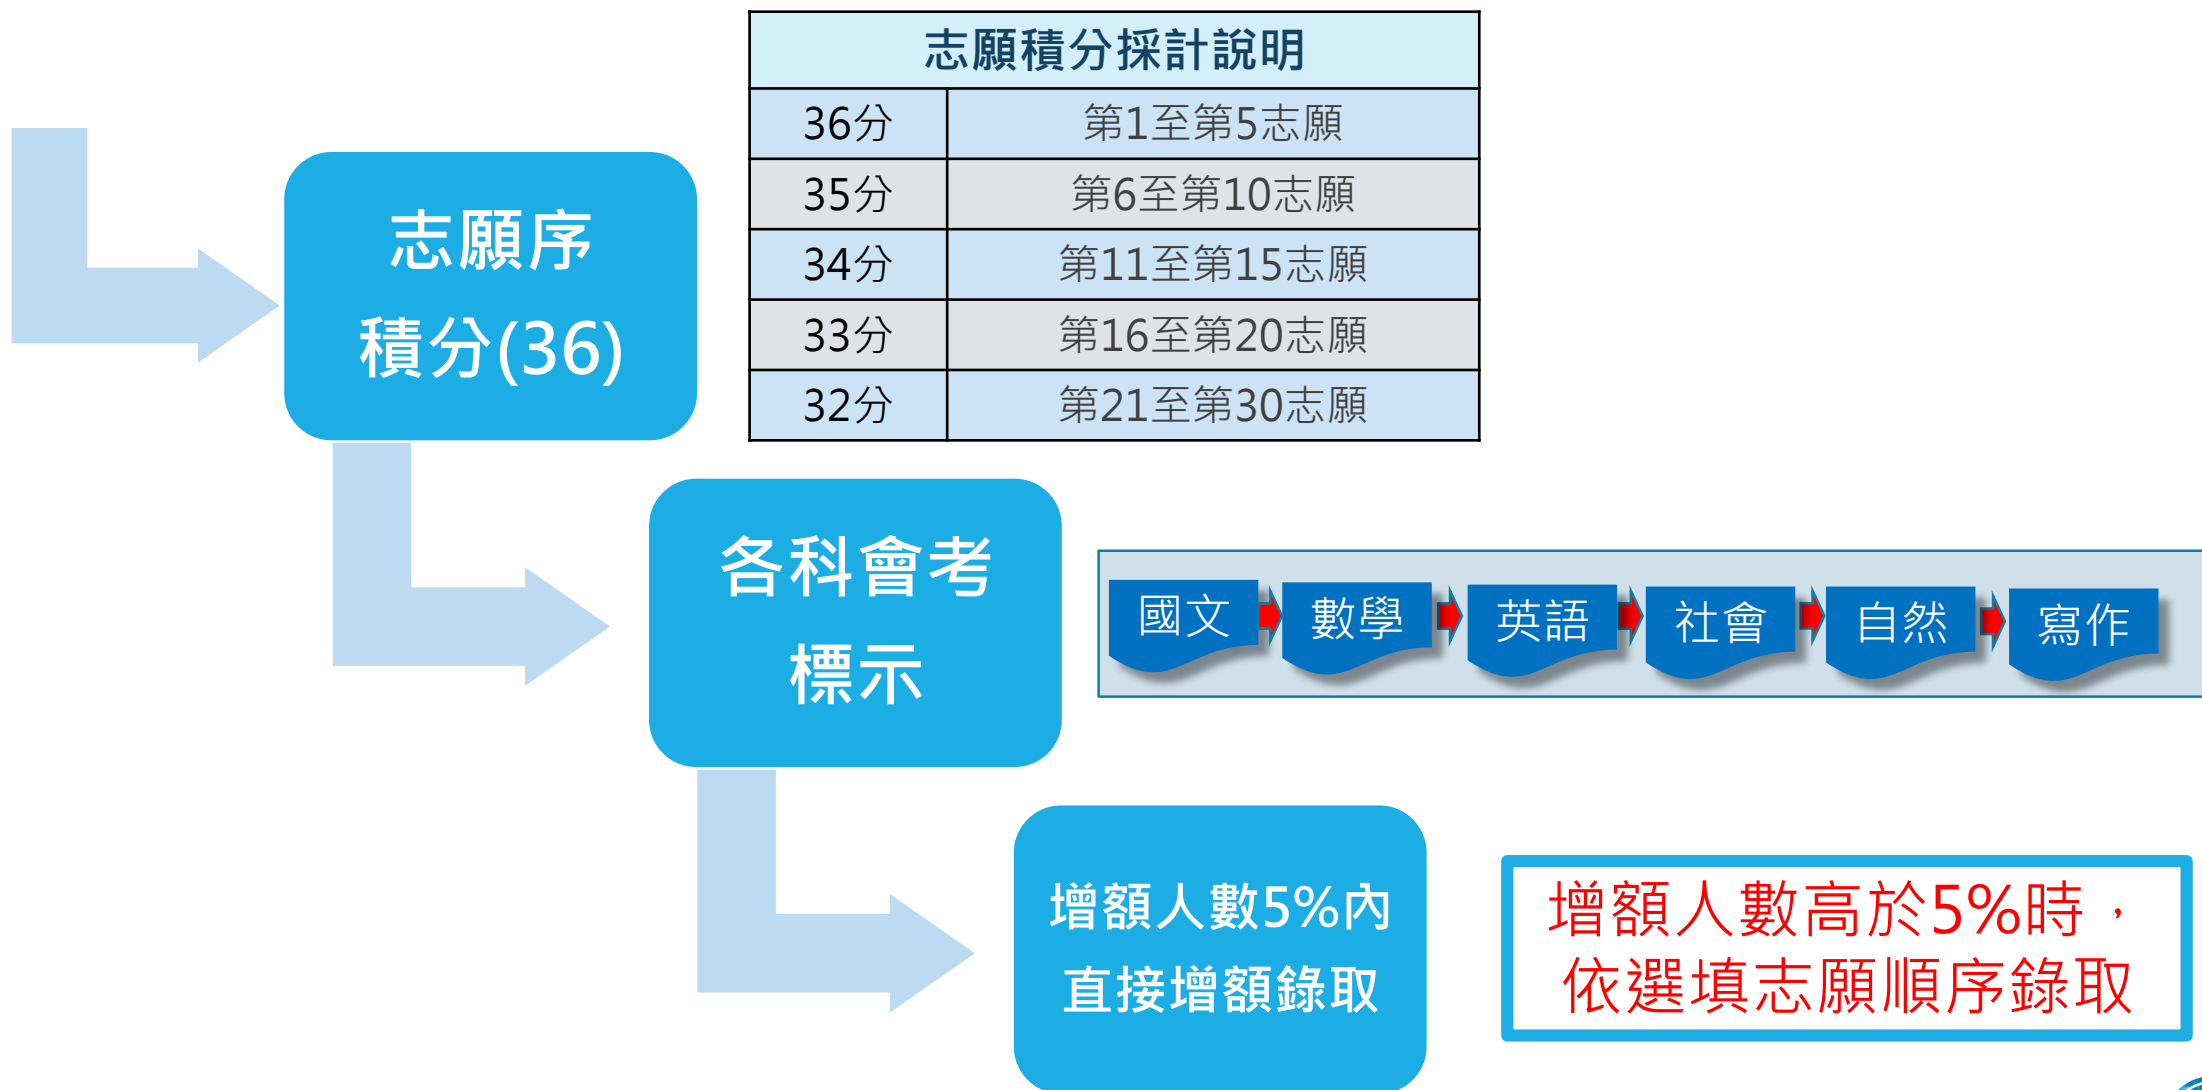 志願積分採計說明
36分 第1至第5志願
35分 第6至第10志願
34分 第11至第15志願
33分 第16至第20志願
32分 第21至第30志願
志願序
積分(36)
各科會考
標示
國文 數學 英語 社會 自然 寫作
增額人數5%內
直接增額錄取
增額人數高於5%時，
依選填志願順序錄取